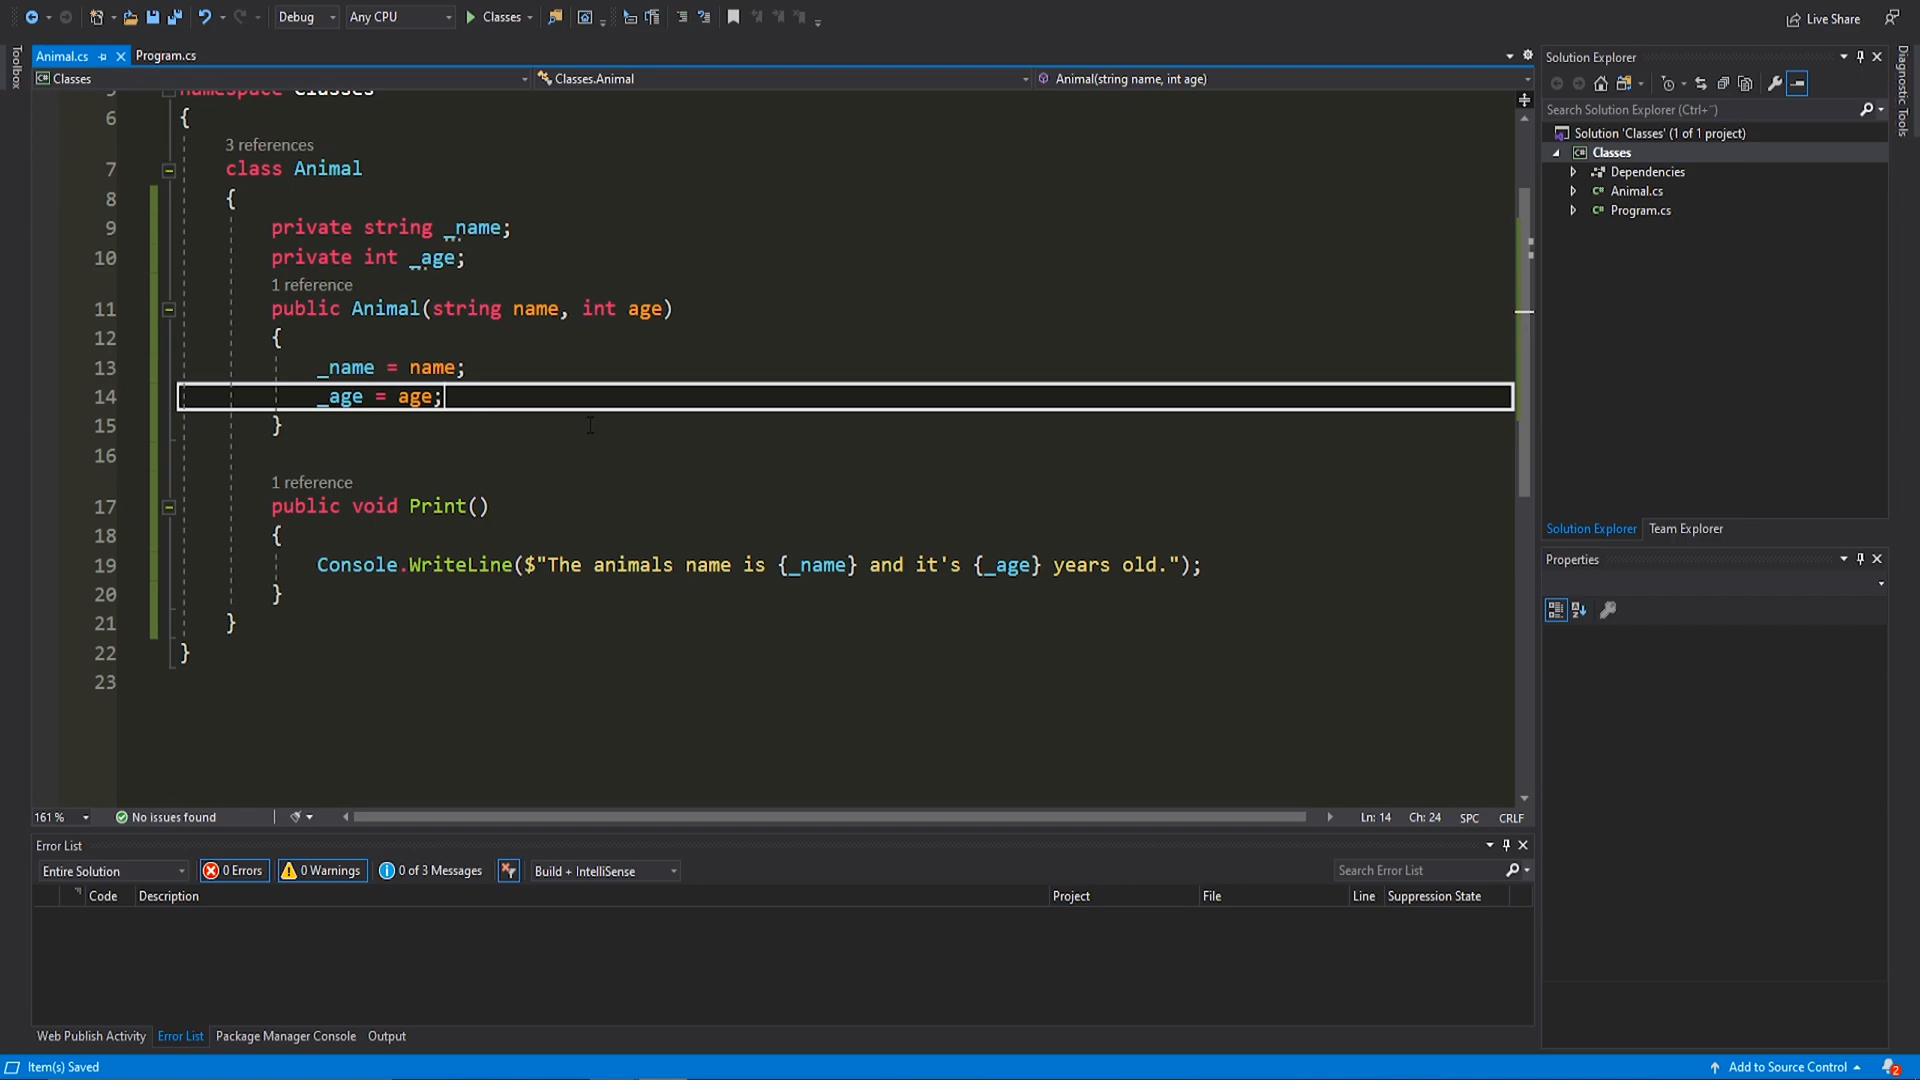 Debug Any CPU Classes Live Share
Toolbox
Animal.cs Program.cs
Classes Classes.Animal Animal(string name, int age)
namespace Classes
6 {
3 references
7 class Animal
8 {
9 private string _name;
10 private int _age;
1 reference
11 public Animal(string name, int age)
12 {
13 _name = name;
14 _age = age;
15 }
16
1 reference
17 public void Print()
18 {
19 Console.WriteLine($"The animals name is {_name} and it's {_age} years old.");
20 }
21 }
22 }
23
161 % No issues found Ln: 14 Ch: 24 SPC CRLF
Error List
Entire Solution 0 Errors 0 Warnings 0 of 3 Messages Build + IntelliSense Search Error List
Code Description Project File Line Suppression State
Web Publish Activity Error List Package Manager Console Output
Item(s) Saved Add to Source Control 2
Solution Explorer
Search Solution Explorer (Ctrl+¨)
Solution 'Classes' (1 of 1 project)
Classes
Dependencies
Animal.cs
Program.cs
Solution Explorer Team Explorer
Properties
Diagnostic Tools